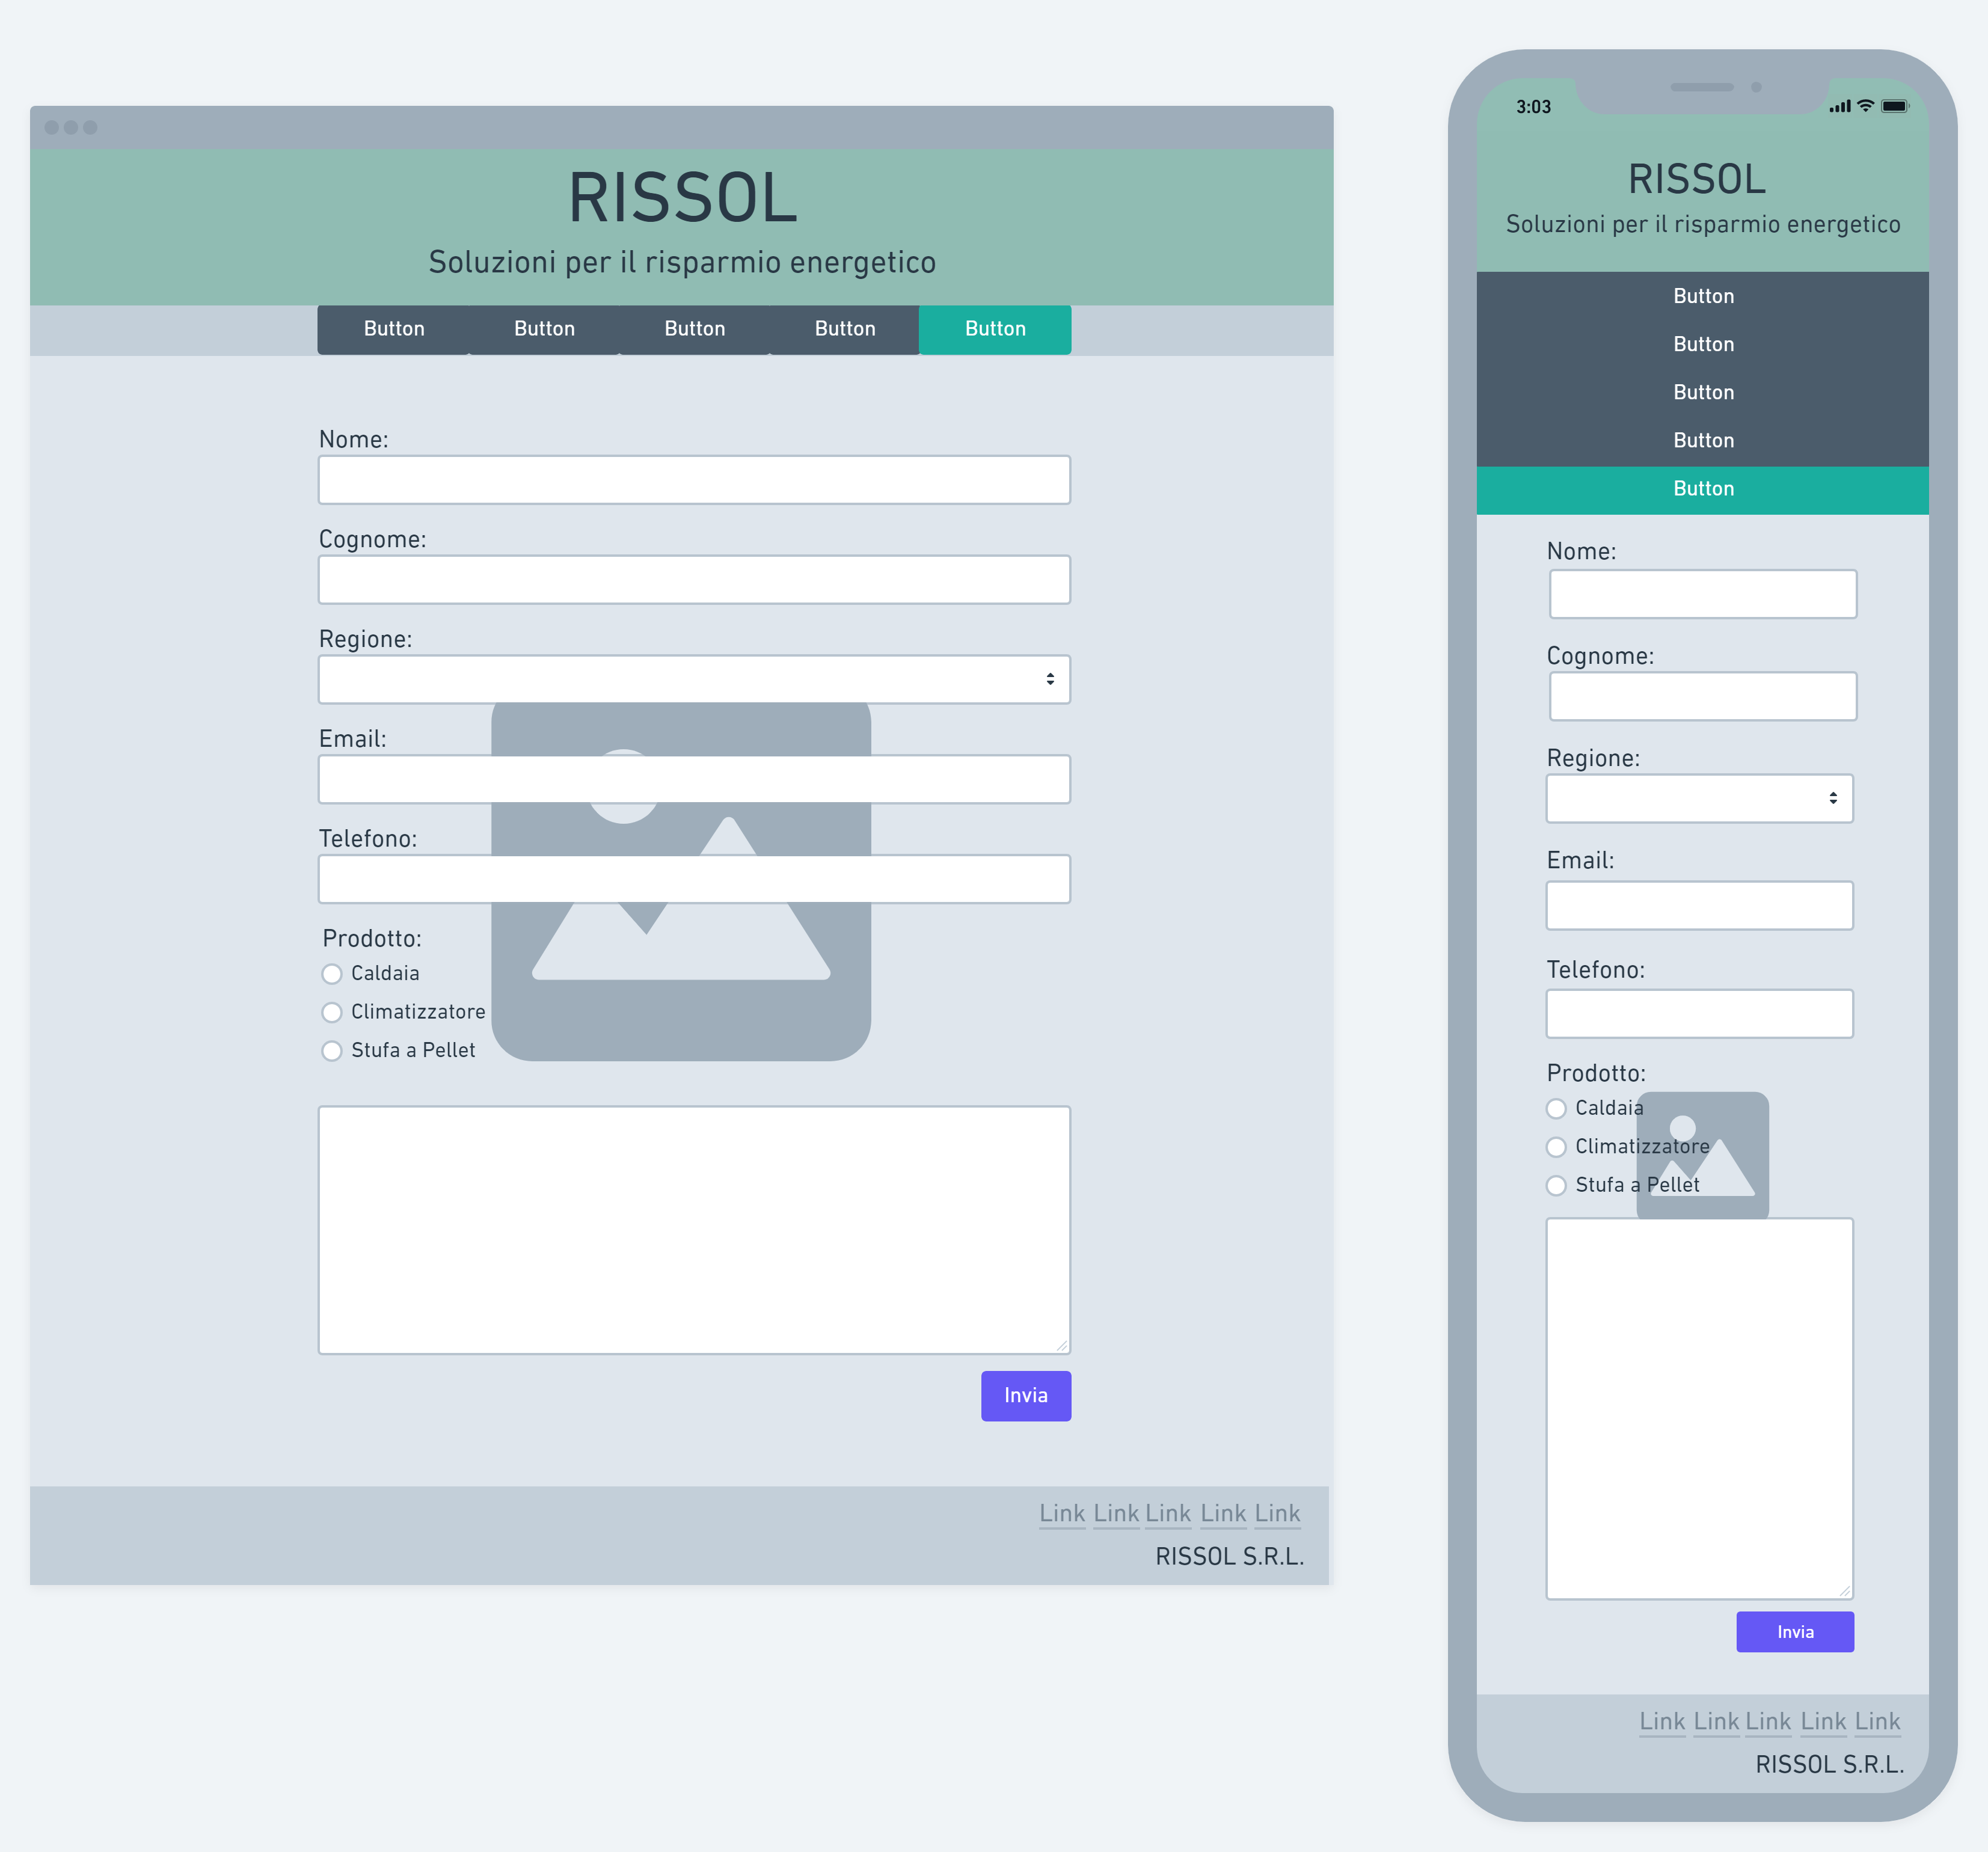 RISSOL
Soluzioni per il risparmio energetico
Button Button Button Button Button
Nome:
Cognome:
Regione:
Email:
Telefono:
Prodotto:
Caldaia
Climatizzatore
Stufa a Pellet
Invia
Link Link Link Link Link
RISSOL S.R.L.
3:03
RISSOL
Soluzioni per il risparmio energetico
Button
Button
Button
Button
Button
Nome:
Cognome:
Regione:
Email:
Telefono:
Prodotto:
Caldaia
Climatizzatore
Stufa a Pellet
Invia
Link Link Link Link Link
RISSOL S.R.L.